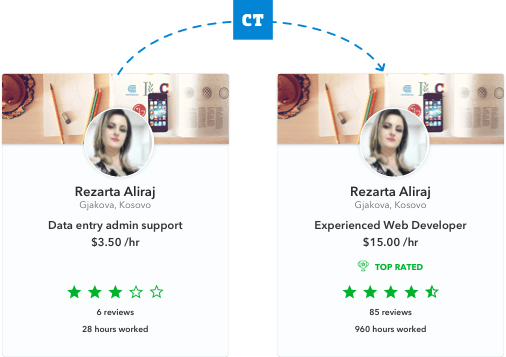 CT
Rezarta Aliraj
Gjakova, Kosovo
Data entry admin support
$3.50 /hr
6 reviews
28 hours worked
Rezarta Aliraj
Gjakova, Kosovo
Experienced Web Developer
$15.00 /hr
TOP RATED
85 reviews
960 hours worked